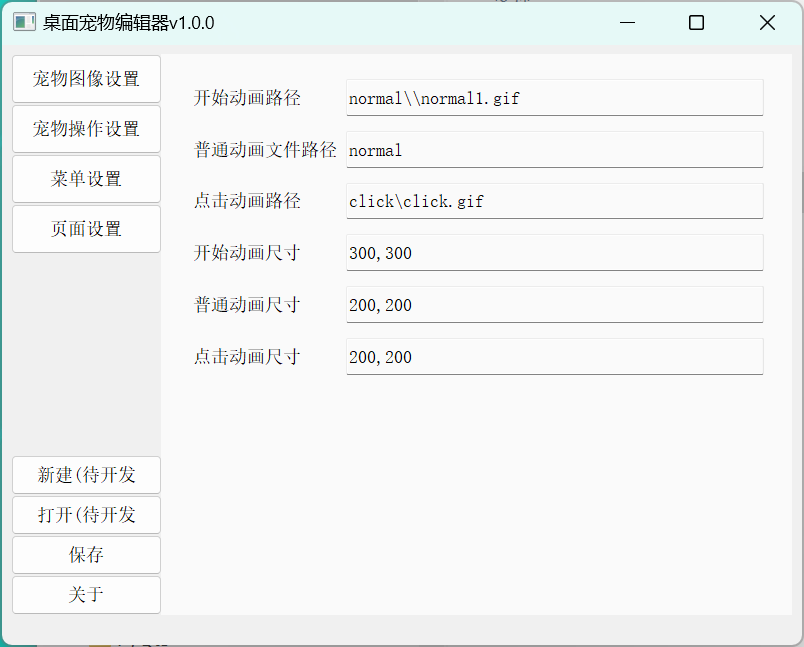 桌面宠物编辑器v1.0.0
宠物图像设置
宠物操作设置
菜单设置
页面设置
开始动画路径 normal\\normal1.gif
普通动画文件路径 normal
点击动画路径 click\click.gif
开始动画尺寸 300,300
普通动画尺寸 200,200
点击动画尺寸 200,200
新建(待开发
打开(待开发
保存
关于